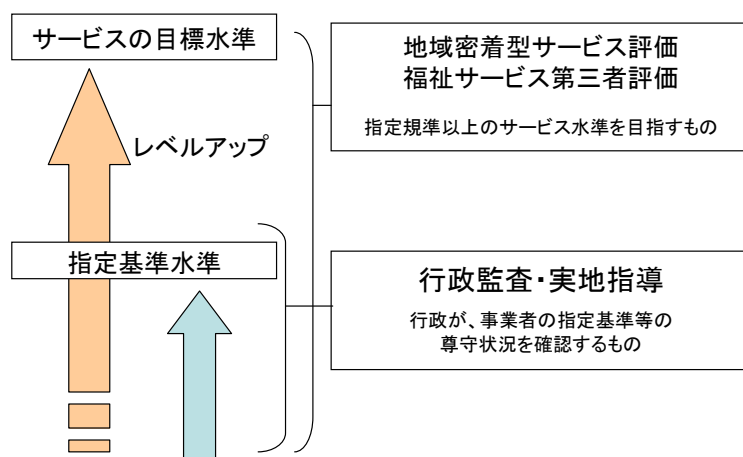 サービスの目標水準
レベルアップ
指定基準水準
地域密着型サービス評価
福祉サービス第三者評価
指定規準以上のサービス水準を目指すもの
行政監査・実地指導
行政が、事業者の指定基準等の
尊守状況を確認するもの